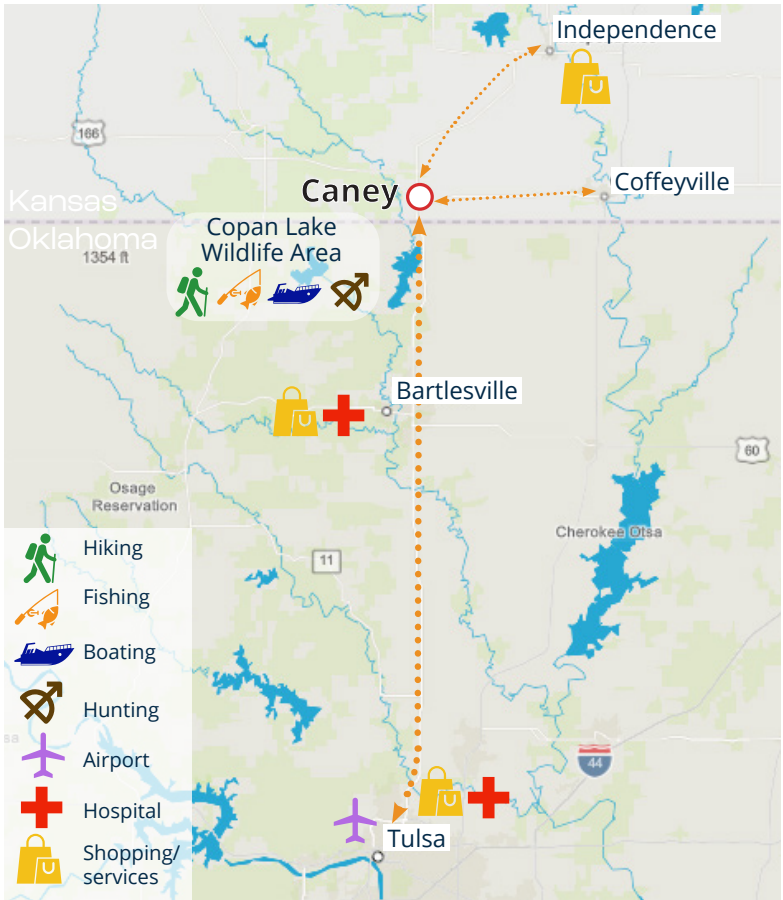 Independence
166
Caney
Coffeyville
Kansas
Oklahoma
Copan Lake
Wildlife Area
1354 ft
Bartlesville
60
Osage
Reservation
Cherokee Otsa
11
Hiking
Fishing
Boating
Hunting
sa
Airport
44
Hospital
Tulsa
Shopping/
services